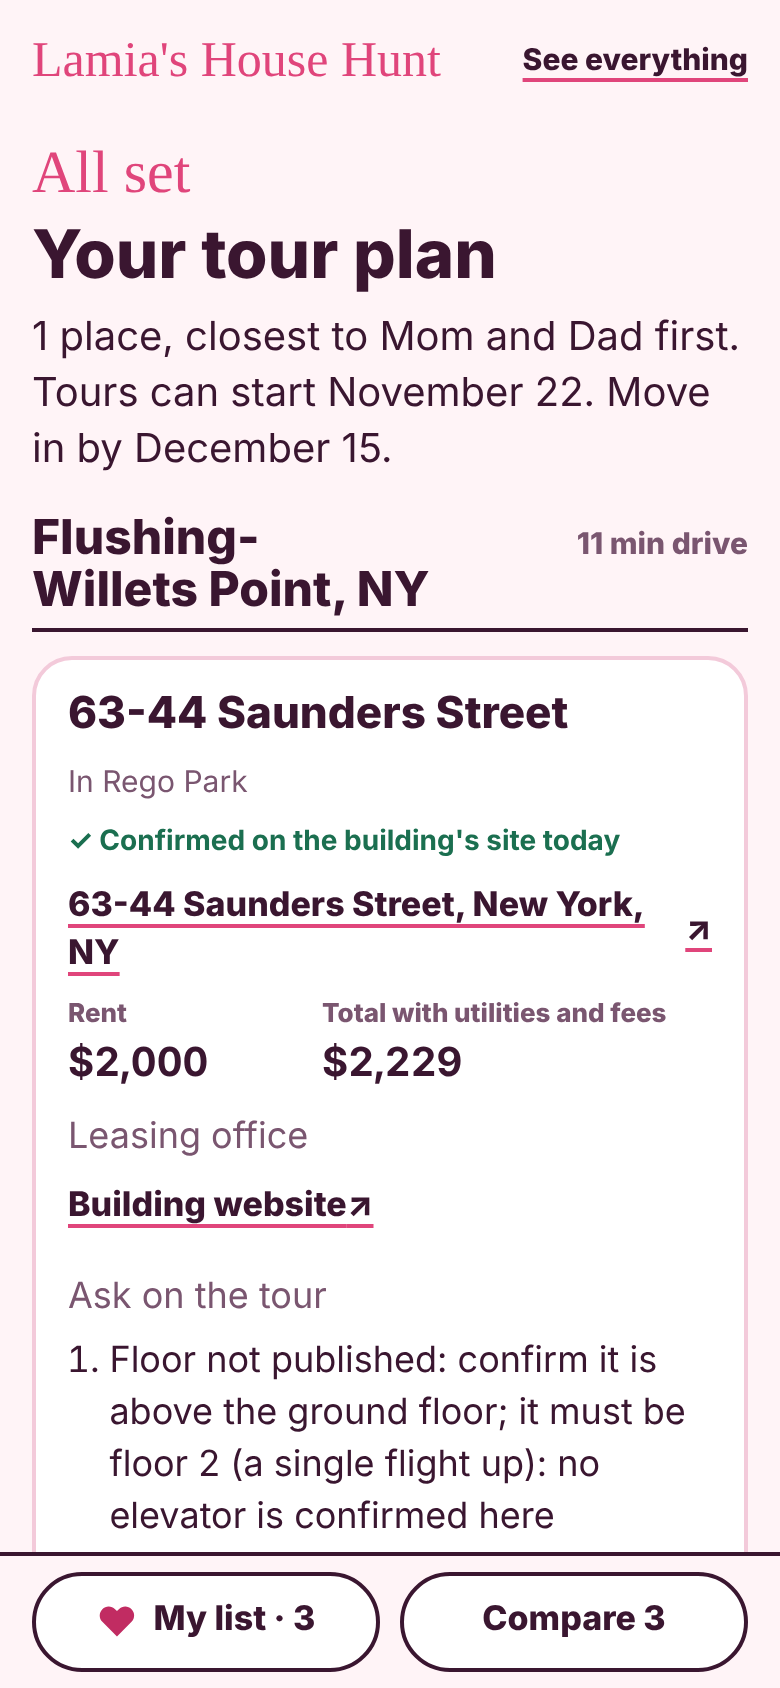 Lamia's House Hunt
See everything
All set
Your tour plan
1 place, closest to Mom and Dad first.
Tours can start November 22. Move
in by December 15.
Flushing-
Willets Point, NY
11 min drive
63-44 Saunders Street
In Rego Park
✓ Confirmed on the building's site today
63-44 Saunders Street, New York,
NY
↗
Rent
Total with utilities and fees
$2,000
$2,229
Leasing office
Building website↗
Ask on the tour
1. Floor not published: confirm it is
above the ground floor; it must be
floor 2 (a single flight up): no
elevator is confirmed here
♥ My list · 3
Compare 3